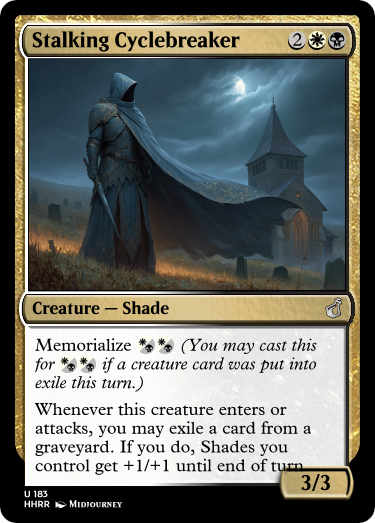 Stalking Cyclebreaker 2
Creature — Shade
Memorialize (You may cast this
for if a creature card was put into
exile this turn.)
Whenever this creature enters or
attacks, you may exile a card from a
graveyard. If you do, Shades you
control get +1/+1 until end of turn.
3/3
U 183
HHRR MIDJOURNEY